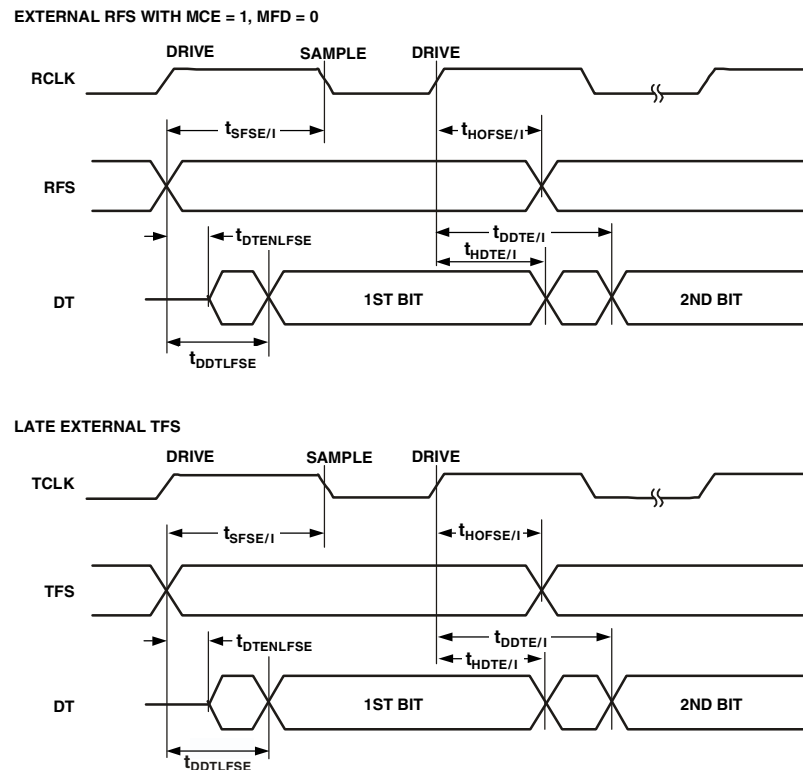 EXTERNAL RFS WITH MCE = 1, MFD = 0
DRIVE SAMPLE DRIVE
RCLK
tSFSE/I tHOFSE/I
RFS
tDDTE/I
tDTENLFSE
tHDTE/I
DT 1ST BIT 2ND BIT
tDDTLFSE
LATE EXTERNAL TFS
DRIVE SAMPLE DRIVE
TCLK
tSFSE/I tHOFSE/I
TFS
tDDTE/I
tDTENLFSE
tHDTE/I
DT 1ST BIT 2ND BIT
tDDTLFSE